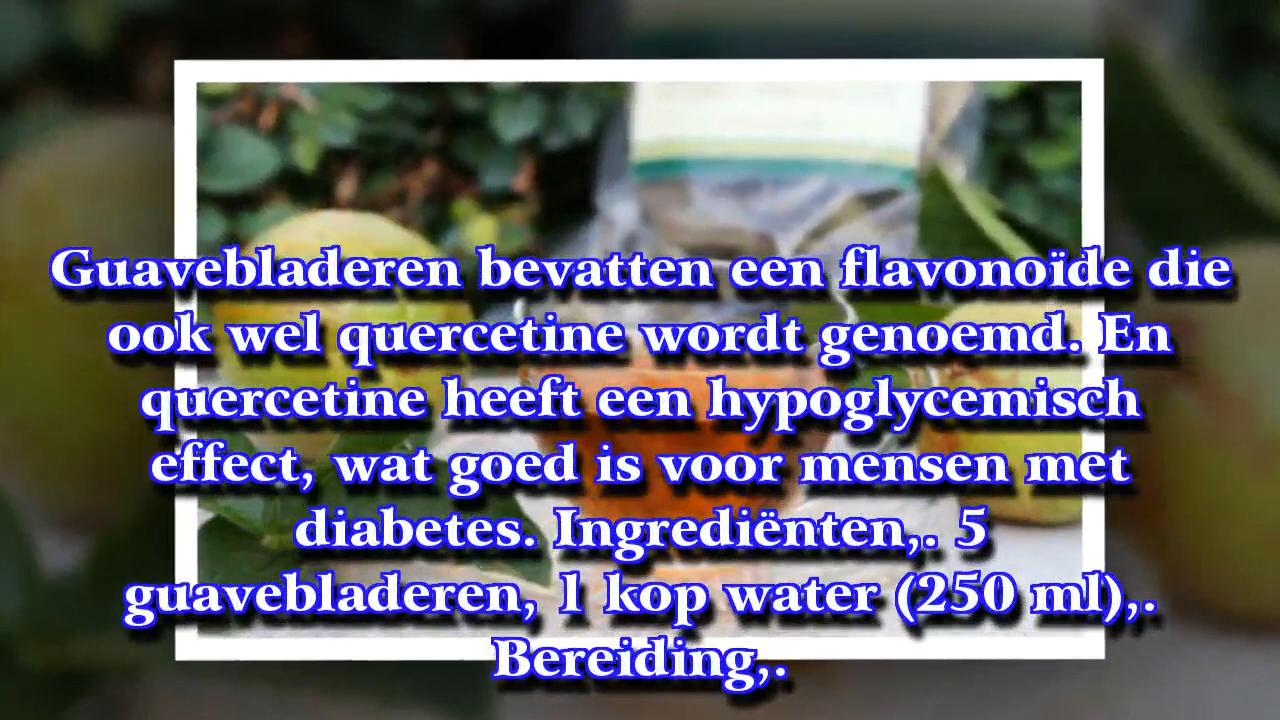 Guavebladeren bevatten een flavonoïde die
ook wel quercetine wordt genoemd. En
quercetine heeft een hypoglycemisch
effect, wat goed is voor mensen met
diabetes. Ingrediënten,. 5
guavebladeren, 1 kop water (250 ml),.
Bereiding,.